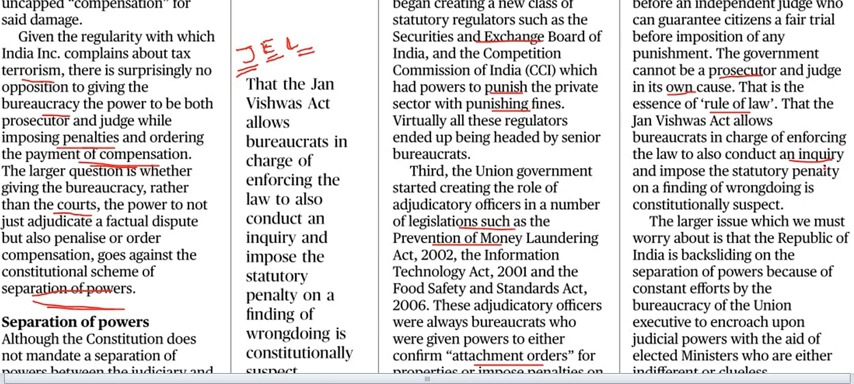 uncapped “compensation” for
said damage.
Given the regularity with which
India Inc. complains about tax
terrorism, there is surprisingly no
opposition to giving the
bureaucracy the power to be both
prosecutor and judge while
imposing penalties and ordering
the payment of compensation.
The larger question is whether
giving the bureaucracy, rather
than the courts, the power to not
just adjudicate a factual dispute
but also penalise or order
compensation, goes against the
constitutional scheme of
separation of powers.
Separation of powers
Although the Constitution does
not mandate a separation of
powers between the judiciary and
JEL
That the Jan
Vishwas Act
allows
bureaucrats in
charge of
enforcing the
law to also
conduct an
inquiry and
impose the
statutory
penalty on a
finding of
wrongdoing is
constitutionally
suspect
began creating a new class of
statutory regulators such as the
Securities and Exchange Board of
India, and the Competition
Commission of India (CCI) which
had powers to punish the private
sector with punishing fines.
Virtually all these regulators
ended up being headed by senior
bureaucrats.
Third, the Union government
started creating the role of
adjudicatory officers in a number
of legislations such as the
Prevention of Money Laundering
Act, 2002, the Information
Technology Act, 2001 and the
Food Safety and Standards Act,
2006. These adjudicatory officers
were always bureaucrats who
were given powers to either
confirm “attachment orders” for
properties or impose penalties on
before an independent judge who
can guarantee citizens a fair trial
before imposition of any
punishment. The government
cannot be a prosecutor and judge
in its own cause. That is the
essence of ‘rule of law’. That the
Jan Vishwas Act allows
bureaucrats in charge of enforcing
the law to also conduct an inquiry
and impose the statutory penalty
on a finding of wrongdoing is
constitutionally suspect.
The larger issue which we must
worry about is that the Republic of
India is backsliding on the
separation of powers because of
constant efforts by the
bureaucracy of the Union
executive to encroach upon
judicial powers with the aid of
elected Ministers who are either
indifferent or clueless